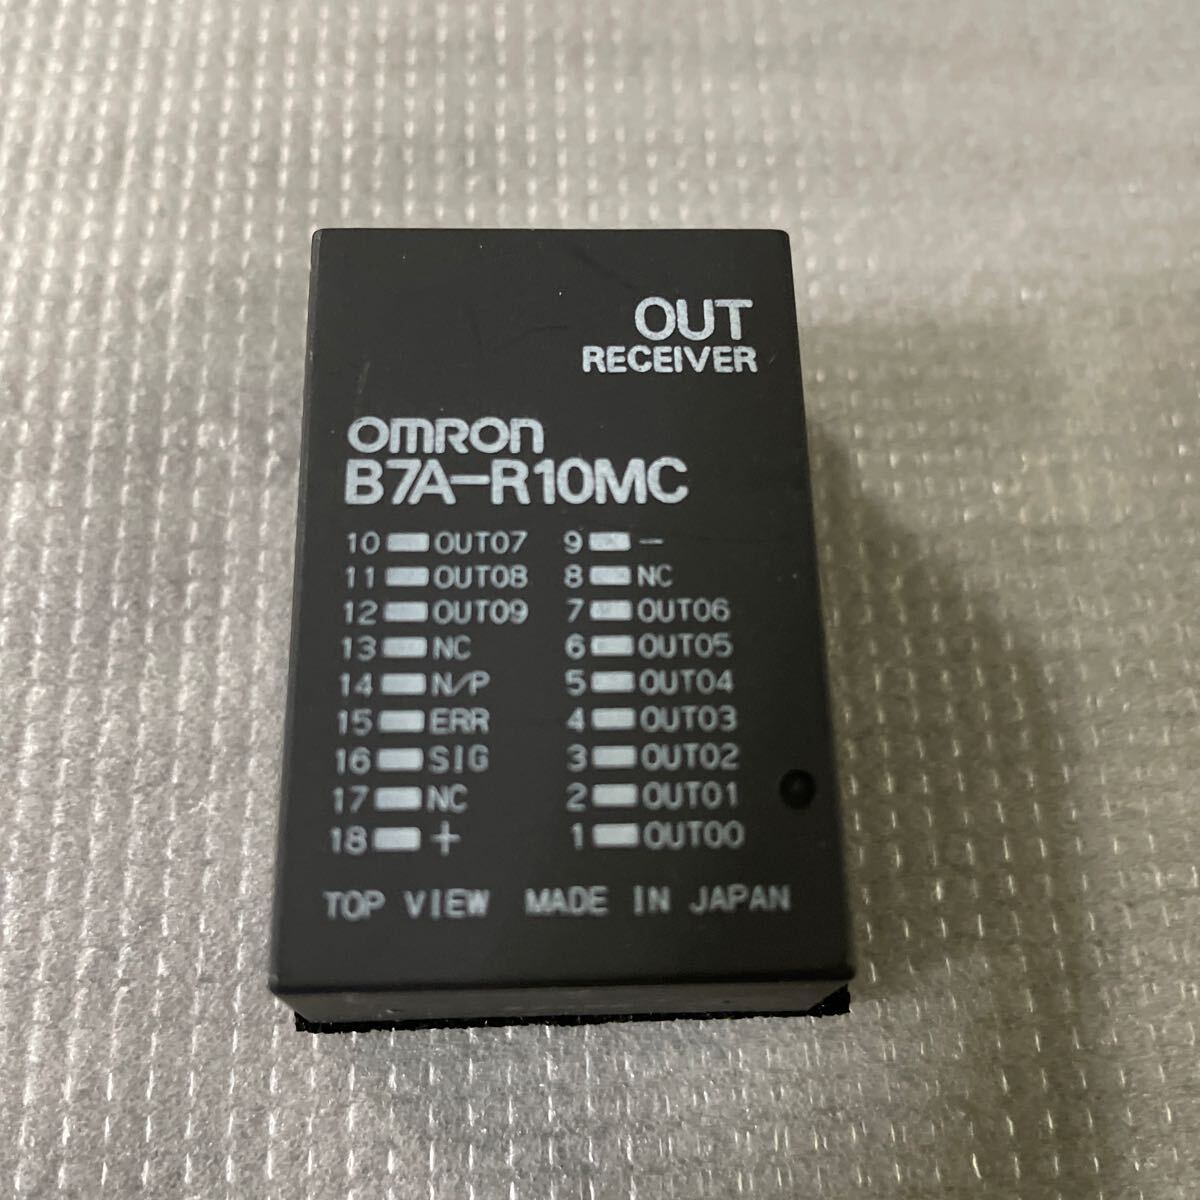 OUT
RECEIVER
OMRON
B7A-R10MC
10 OUT07 9 −
11 OUT08 8 NC
12 OUT09 7 OUT06
13 NC 6 OUT05
14 N/P 5 OUT04
15 ERR 4 OUT03
16 SIG 3 OUT02
17 NC 2 OUT01
18 + 1 OUT00
TOP VIEW MADE IN JAPAN